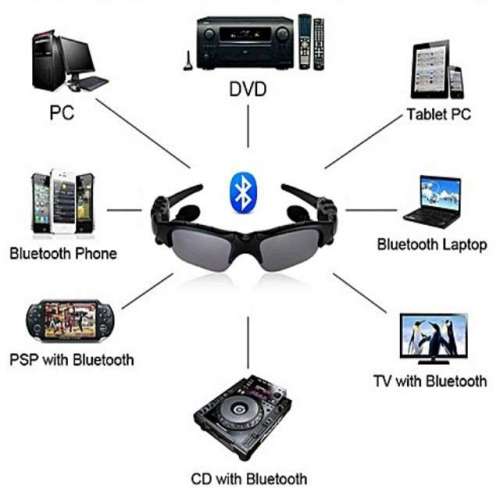 PC
DVD
Tablet PC
Bluetooth Phone
Bluetooth Laptop
PSP with Bluetooth
TV with Bluetooth
CD with Bluetooth